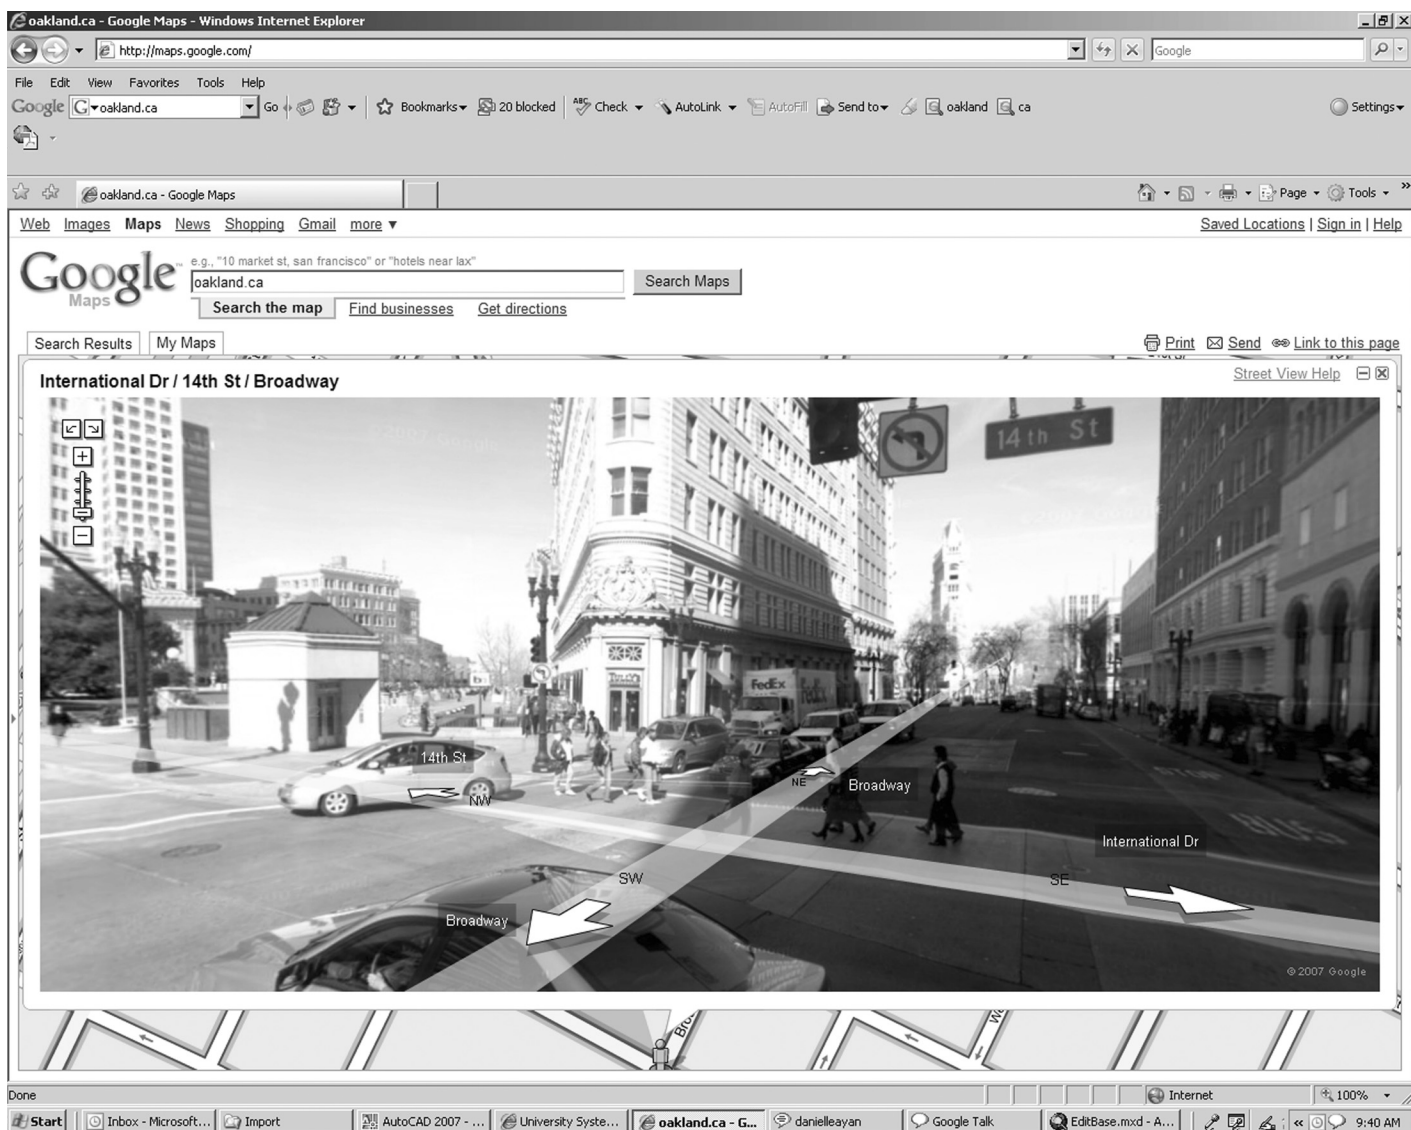 oakland.ca - Google Maps - Windows Internet Explorer
http://maps.google.com/
Google
File Edit View Favorites Tools Help
Google G oakland.ca Go Bookmarks 20 blocked ABC Check AutoLink AutoFill Send to oakland ca Settings
oakland.ca - Google Maps
Page Tools »
Web Images Maps News Shopping Gmail more ▼
Saved Locations | Sign in | Help
Google Maps
e.g., "10 market st, san francisco" or "hotels near lax"
oakland.ca
Search Maps
Search the map Find businesses Get directions
Search Results My Maps
Print Send Link to this page
International Dr / 14th St / Broadway
Street View Help
14th St
TULLY'S
FedEx
FedEx
14th St
NW
NE
Broadway
International Dr
SW
SE
Broadway
STOP
©2007 Google
Done
Internet
100%
Start
Inbox - Microsoft...
Import
AutoCAD 2007 - ...
University Syste...
oakland.ca - G...
danielleayan
Google Talk
EditBase.mxd - A...
«
9:40 AM